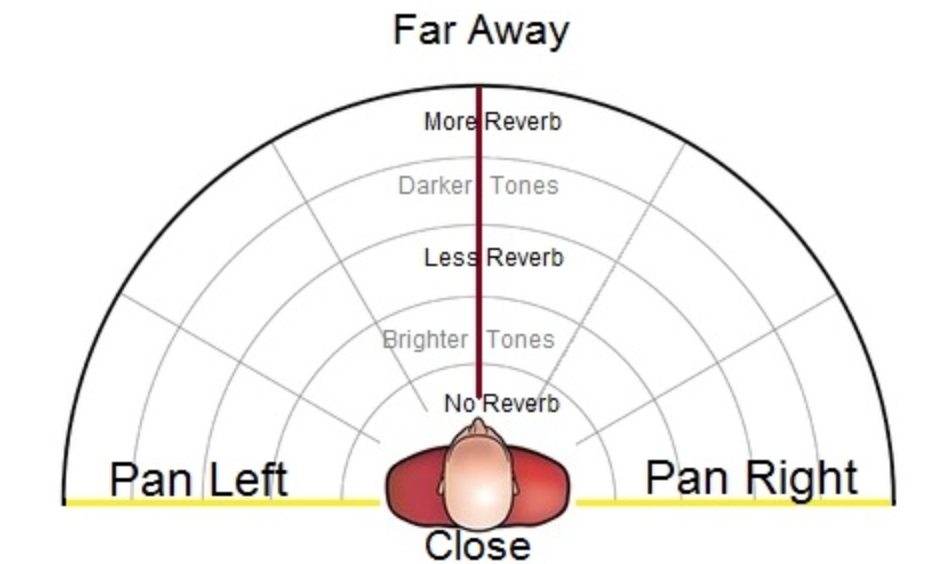 Far Away
More Reverb
Darker Tones
Less Reverb
Brighter Tones
No Reverb
Pan Left
Pan Right
Close